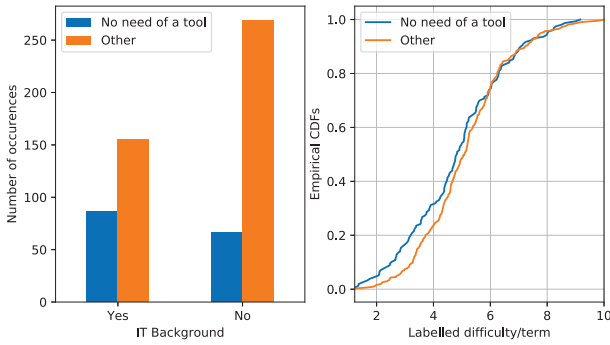 No need of a tool
Other
250
200
150
100
50
0
Number of occurences
Yes
No
IT Background
No need of a tool
Other
1.0
0.8
0.6
0.4
0.2
0.0
Empirical CDFs
2
4
6
8
10
Labelled difficulty/term